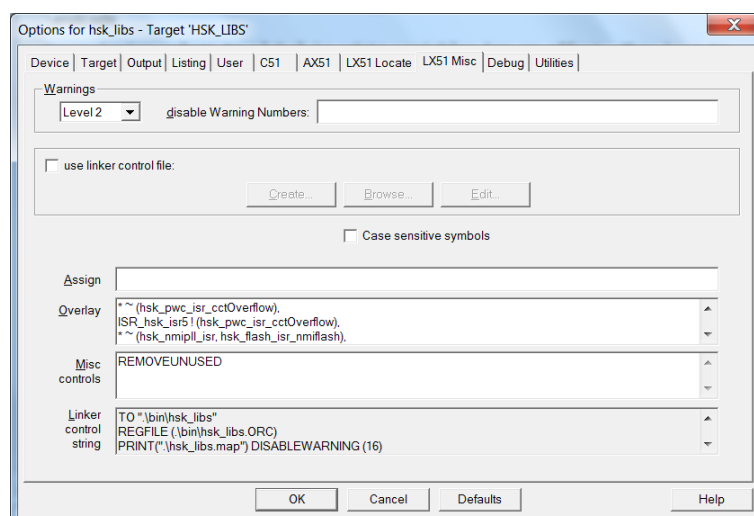 Options for hsk_libs - Target 'HSK_LIBS'
Device Target Output Listing User C51 AX51 LX51 Locate LX51 Misc Debug Utilities
Warnings
Level 2 disable Warning Numbers:
use linker control file:
Create... Browse... Edit...
Case sensitive symbols
Assign
Overlay
* ~ (hsk_pwc_isr_cctOverflow),
ISR_hsk_isr5 ! (hsk_pwc_isr_cctOverflow),
* ~ (hsk_nmipll_isr, hsk_flash_isr_nmiflash),
Misc controls
REMOVEUNUSED
Linker control string
TO ".\bin\hsk_libs"
REGFILE (.\bin\hsk_libs.ORC)
PRINT(".\hsk_libs.map") DISABLEWARNING (16)
OK Cancel Defaults Help